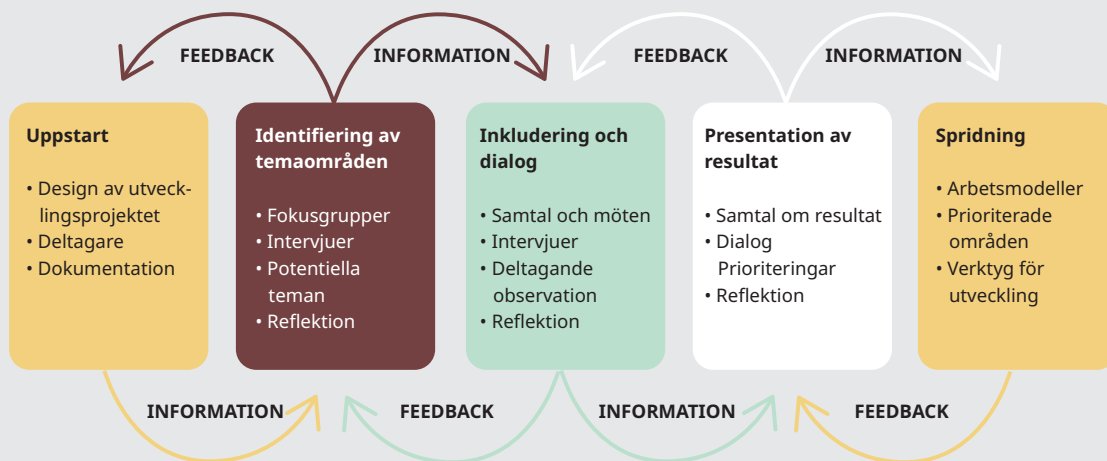 FEEDBACK
INFORMATION
FEEDBACK
INFORMATION
Uppstart
• Design av utveck-
lingsprojektet
• Deltagare
• Dokumentation
Identifiering av
temaområden
• Fokusgrupper
• Intervjuer
• Potentiella
teman
• Reflektion
Inkludering och
dialog
• Samtal och möten
• Intervjuer
• Deltagande
observation
• Reflektion
Presentation av
resultat
• Samtal om resultat
• Dialog
Prioriteringar
• Reflektion
Spridning
• Arbetsmodeller
• Prioriterade
områden
• Verktyg för
utveckling
INFORMATION
FEEDBACK
INFORMATION
FEEDBACK